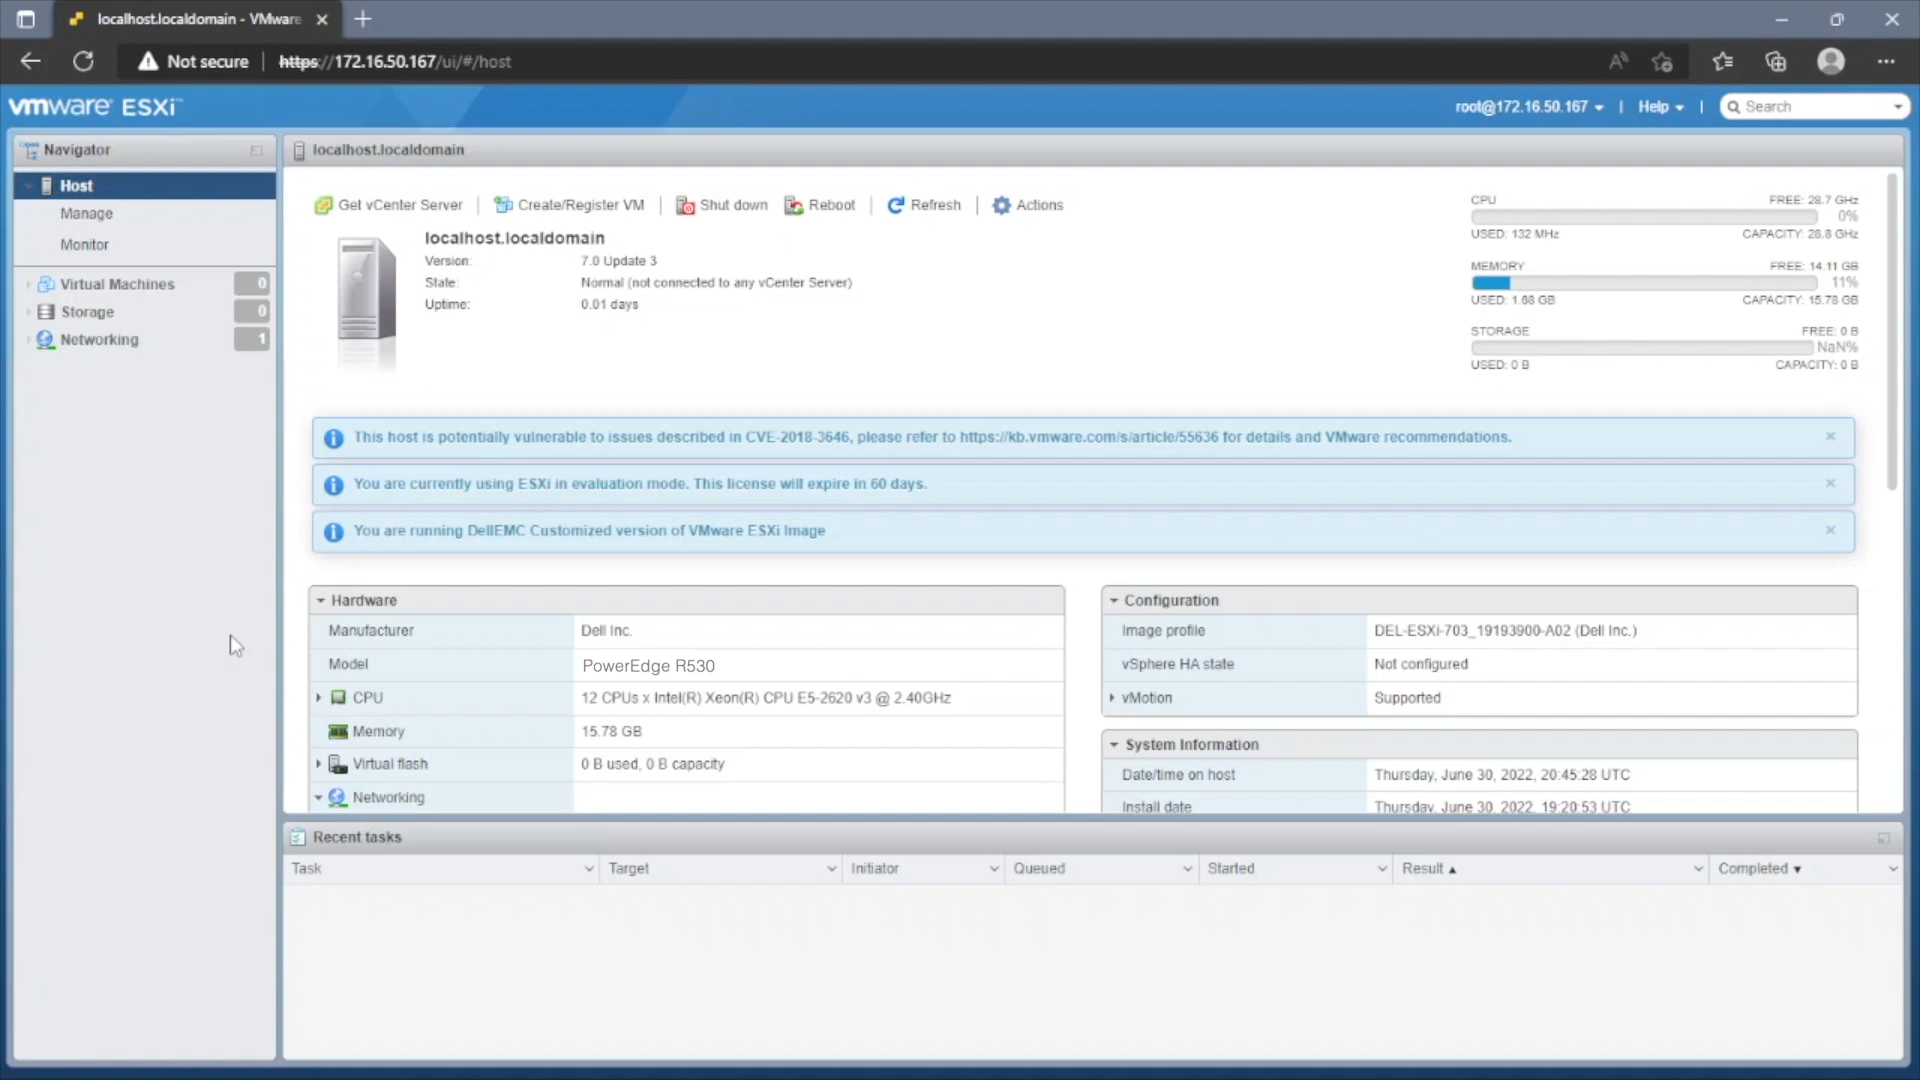 localhost.localdomain - VMware
Not secure
https://172.16.50.167/ui/#/host
vmware ESXi™
root@172.16.50.167
|
Help
|
Search
Navigator
Host
Manage
Monitor
Virtual Machines 0
Storage 0
Networking 1
localhost.localdomain
Get vCenter Server | Create/Register VM | Shut down Reboot | Refresh | Actions
localhost.localdomain
Version: 7.0 Update 3
State: Normal (not connected to any vCenter Server)
Uptime: 0.01 days
CPU FREE: 28.7 GHz
0%
USED: 132 MHz CAPACITY: 28.8 GHz
MEMORY FREE: 14.11 GB
11%
USED: 1.68 GB CAPACITY: 15.78 GB
STORAGE FREE: 0 B
NaN%
USED: 0 B CAPACITY: 0 B
This host is potentially vulnerable to issues described in CVE-2018-3646, please refer to https://kb.vmware.com/s/article/55636 for details and VMware recommendations.
You are currently using ESXi in evaluation mode. This license will expire in 60 days.
You are running DellEMC Customized version of VMware ESXi Image
Hardware
Manufacturer Dell Inc.
Model PowerEdge R530
CPU 12 CPUs x Intel(R) Xeon(R) CPU E5-2620 v3 @ 2.40GHz
Memory 15.78 GB
Virtual flash 0 B used, 0 B capacity
Networking
Configuration
Image profile DEL-ESXi-703_19193900-A02 (Dell Inc.)
vSphere HA state Not configured
vMotion Supported
System Information
Date/time on host Thursday, June 30, 2022, 20:45:28 UTC
Install date Thursday, June 30, 2022, 19:20:53 UTC
Recent tasks
Task Target Initiator Queued Started Result ▲ Completed ▼